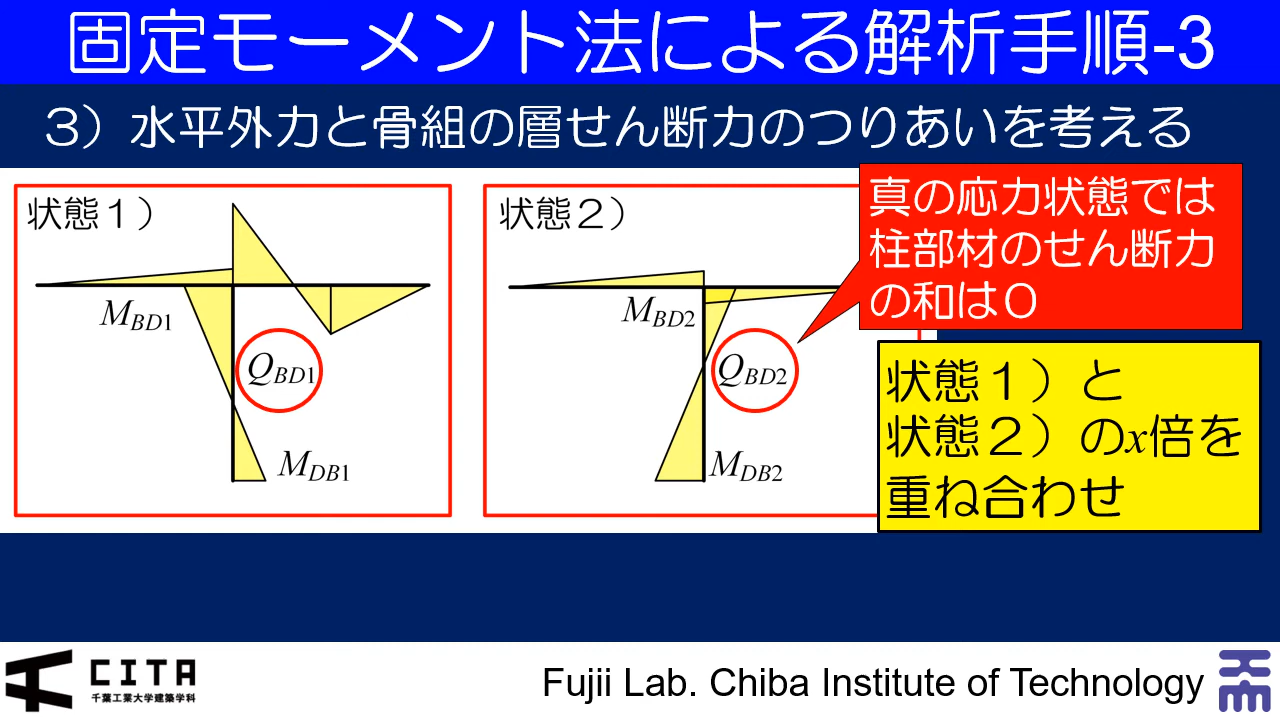 固定モーメント法による解析手順-3
３）水平外力と骨組の層せん断力のつりあいを考える
状態１）
MBD1
QBD1
MDB1
状態２）
MBD2
QBD2
MDB2
真の応力状態では
柱部材のせん断力
の和は０
状態１）と
状態２）のx倍を
重ね合わせ
CITA
千葉工業大学建築学科
Fujii Lab. Chiba Institute of Technology